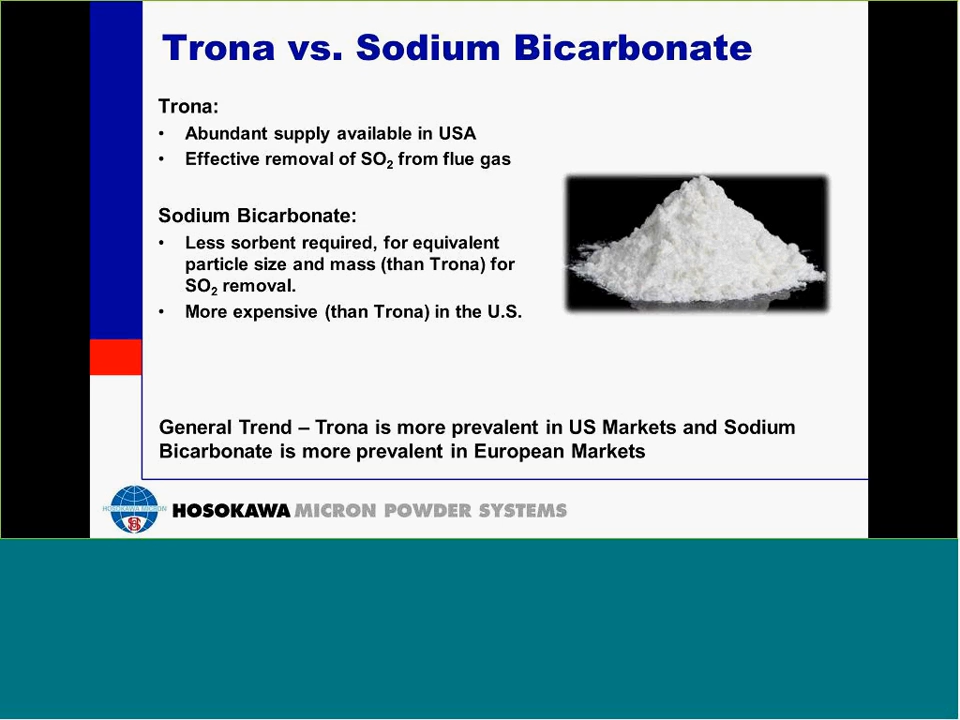 Trona vs. Sodium Bicarbonate
Trona:
• Abundant supply available in USA
• Effective removal of SO₂ from flue gas
Sodium Bicarbonate:
• Less sorbent required, for equivalent
particle size and mass (than Trona) for
SO₂ removal.
• More expensive (than Trona) in the U.S.
General Trend – Trona is more prevalent in US Markets and Sodium
Bicarbonate is more prevalent in European Markets
HOSOKAWA MICRON
HOSOKAWA MICRON POWDER SYSTEMS